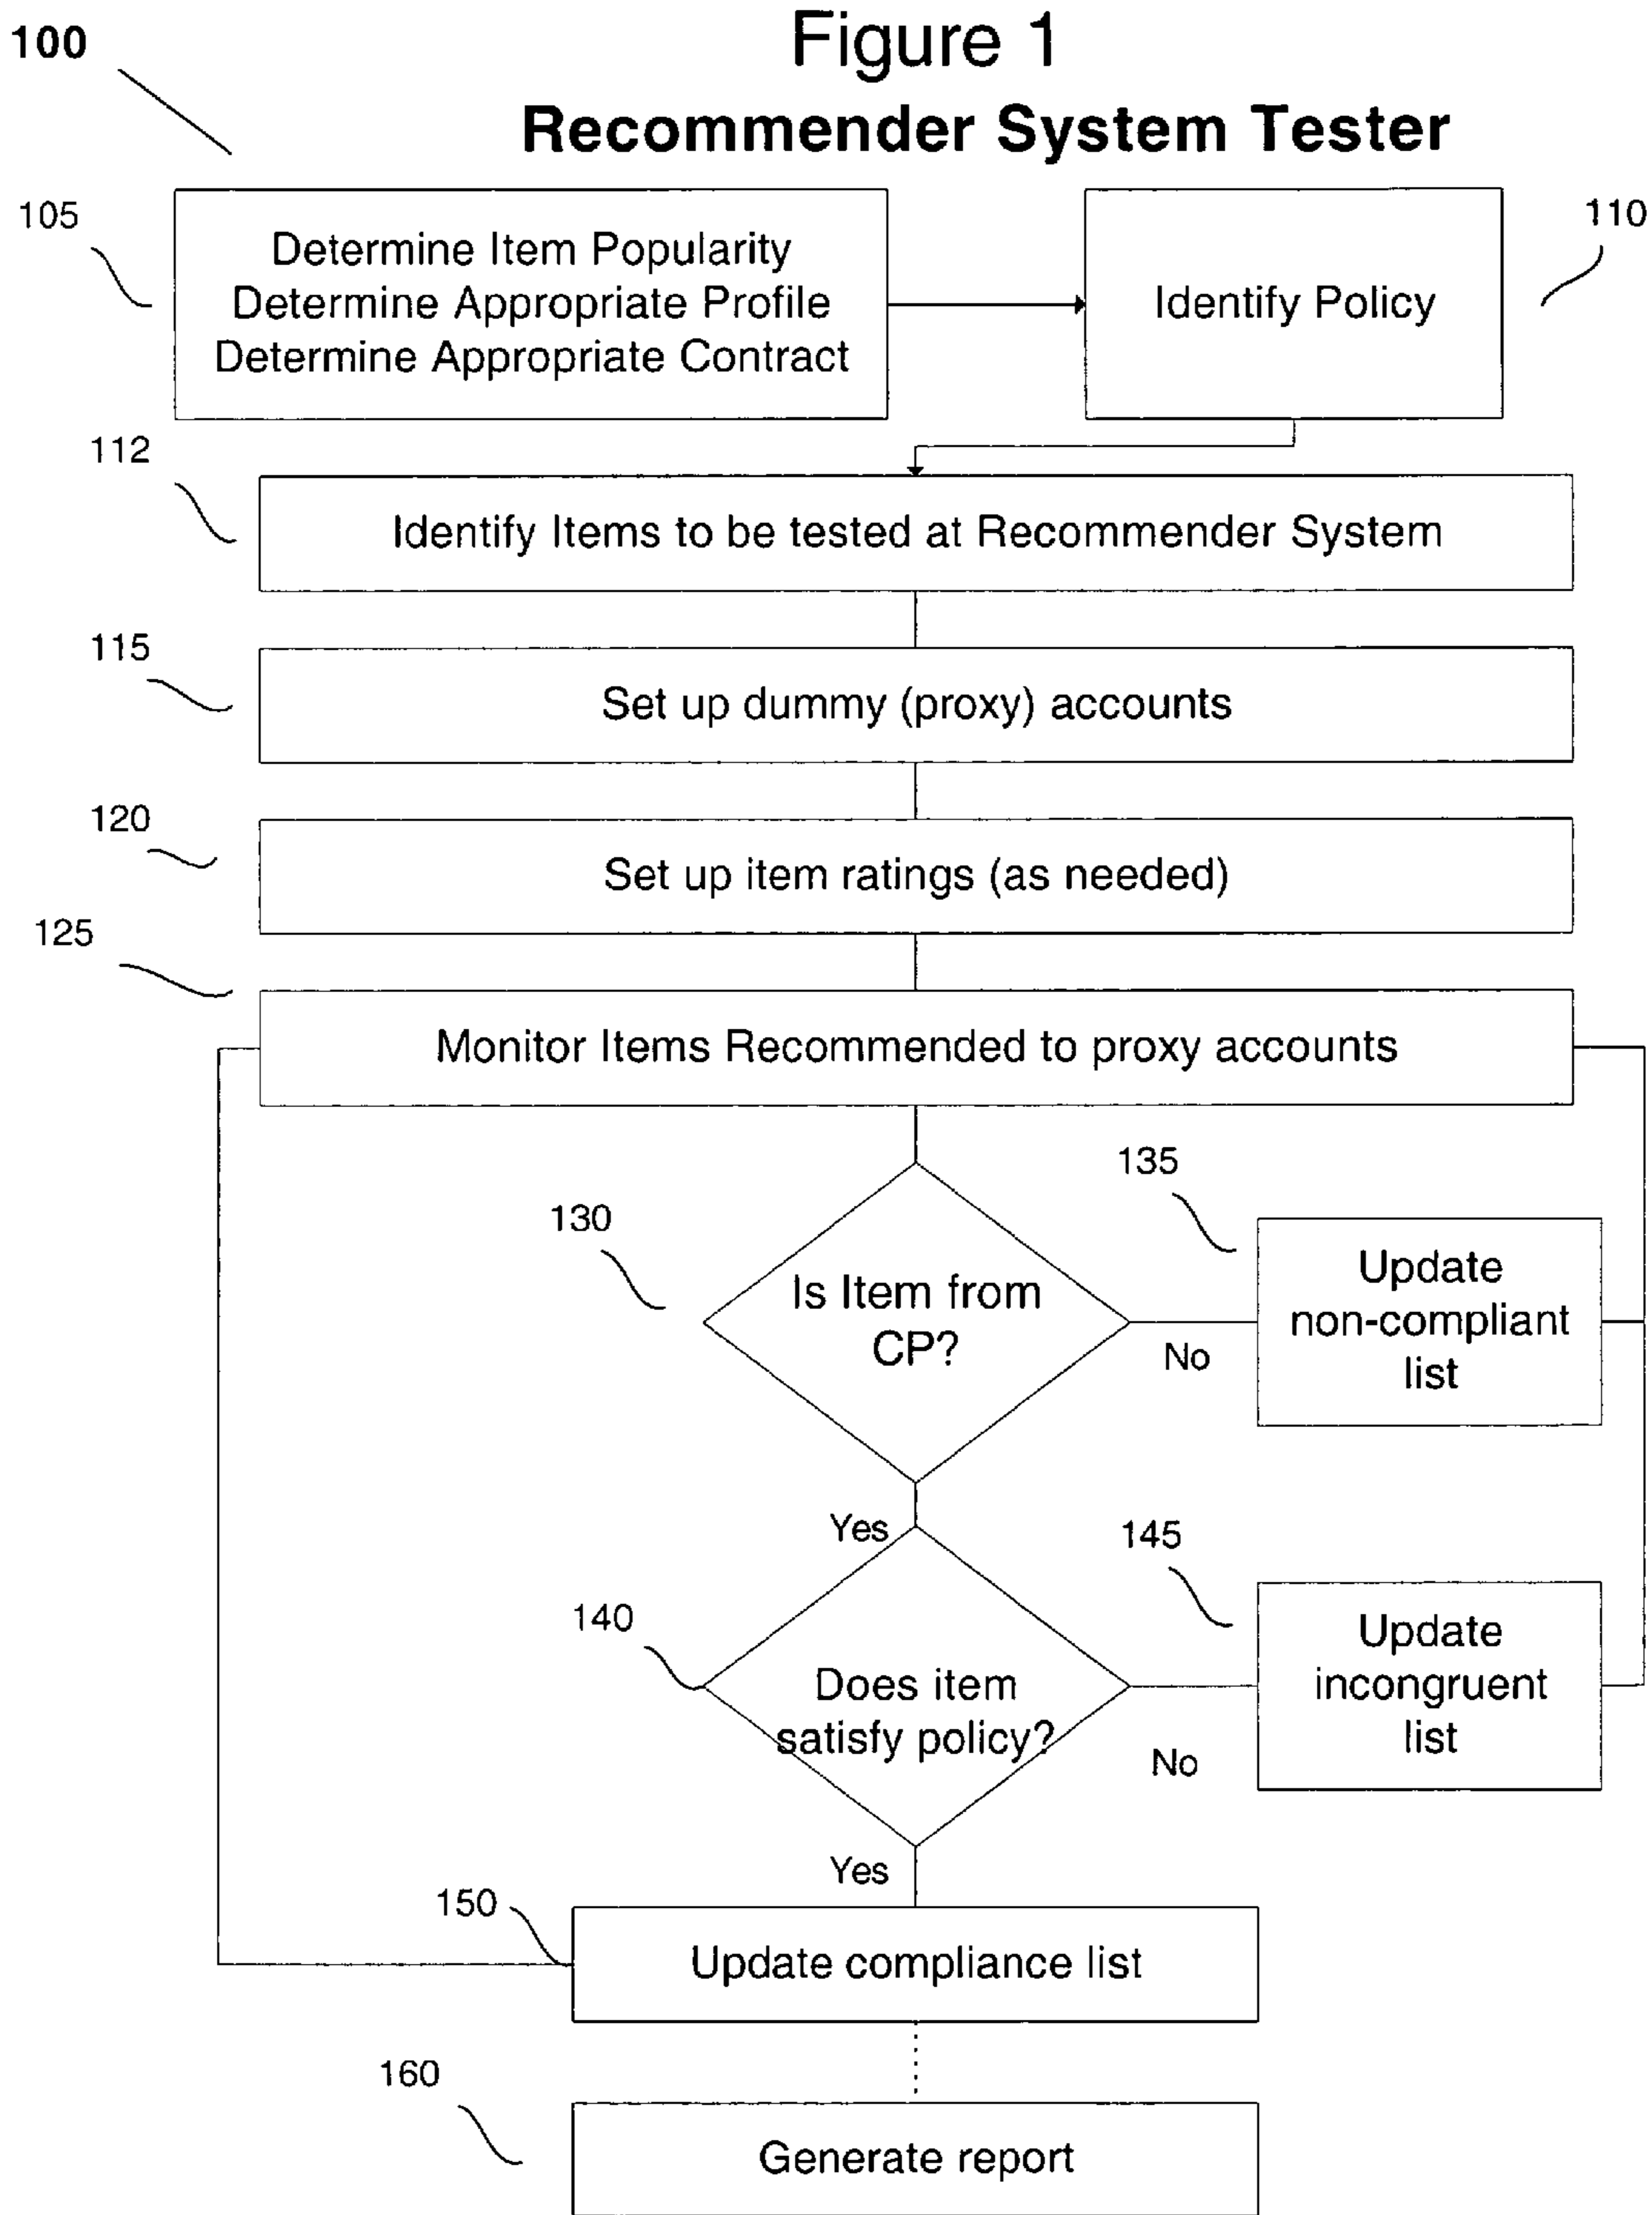 100
Figure 1
Recommender System Tester
105
Determine Item Popularity
Determine Appropriate Profile
Determine Appropriate Contract
Identify Policy
110
112
Identify Items to be tested at Recommender System
115
Set up dummy (proxy) accounts
120
Set up item ratings (as needed)
125
Monitor Items Recommended to proxy accounts
130
Is Item from
CP?
No
135
Update
non-compliant
list
Yes
140
Does item
satisfy policy?
No
145
Update
incongruent
list
Yes
150
Update compliance list
160
Generate report